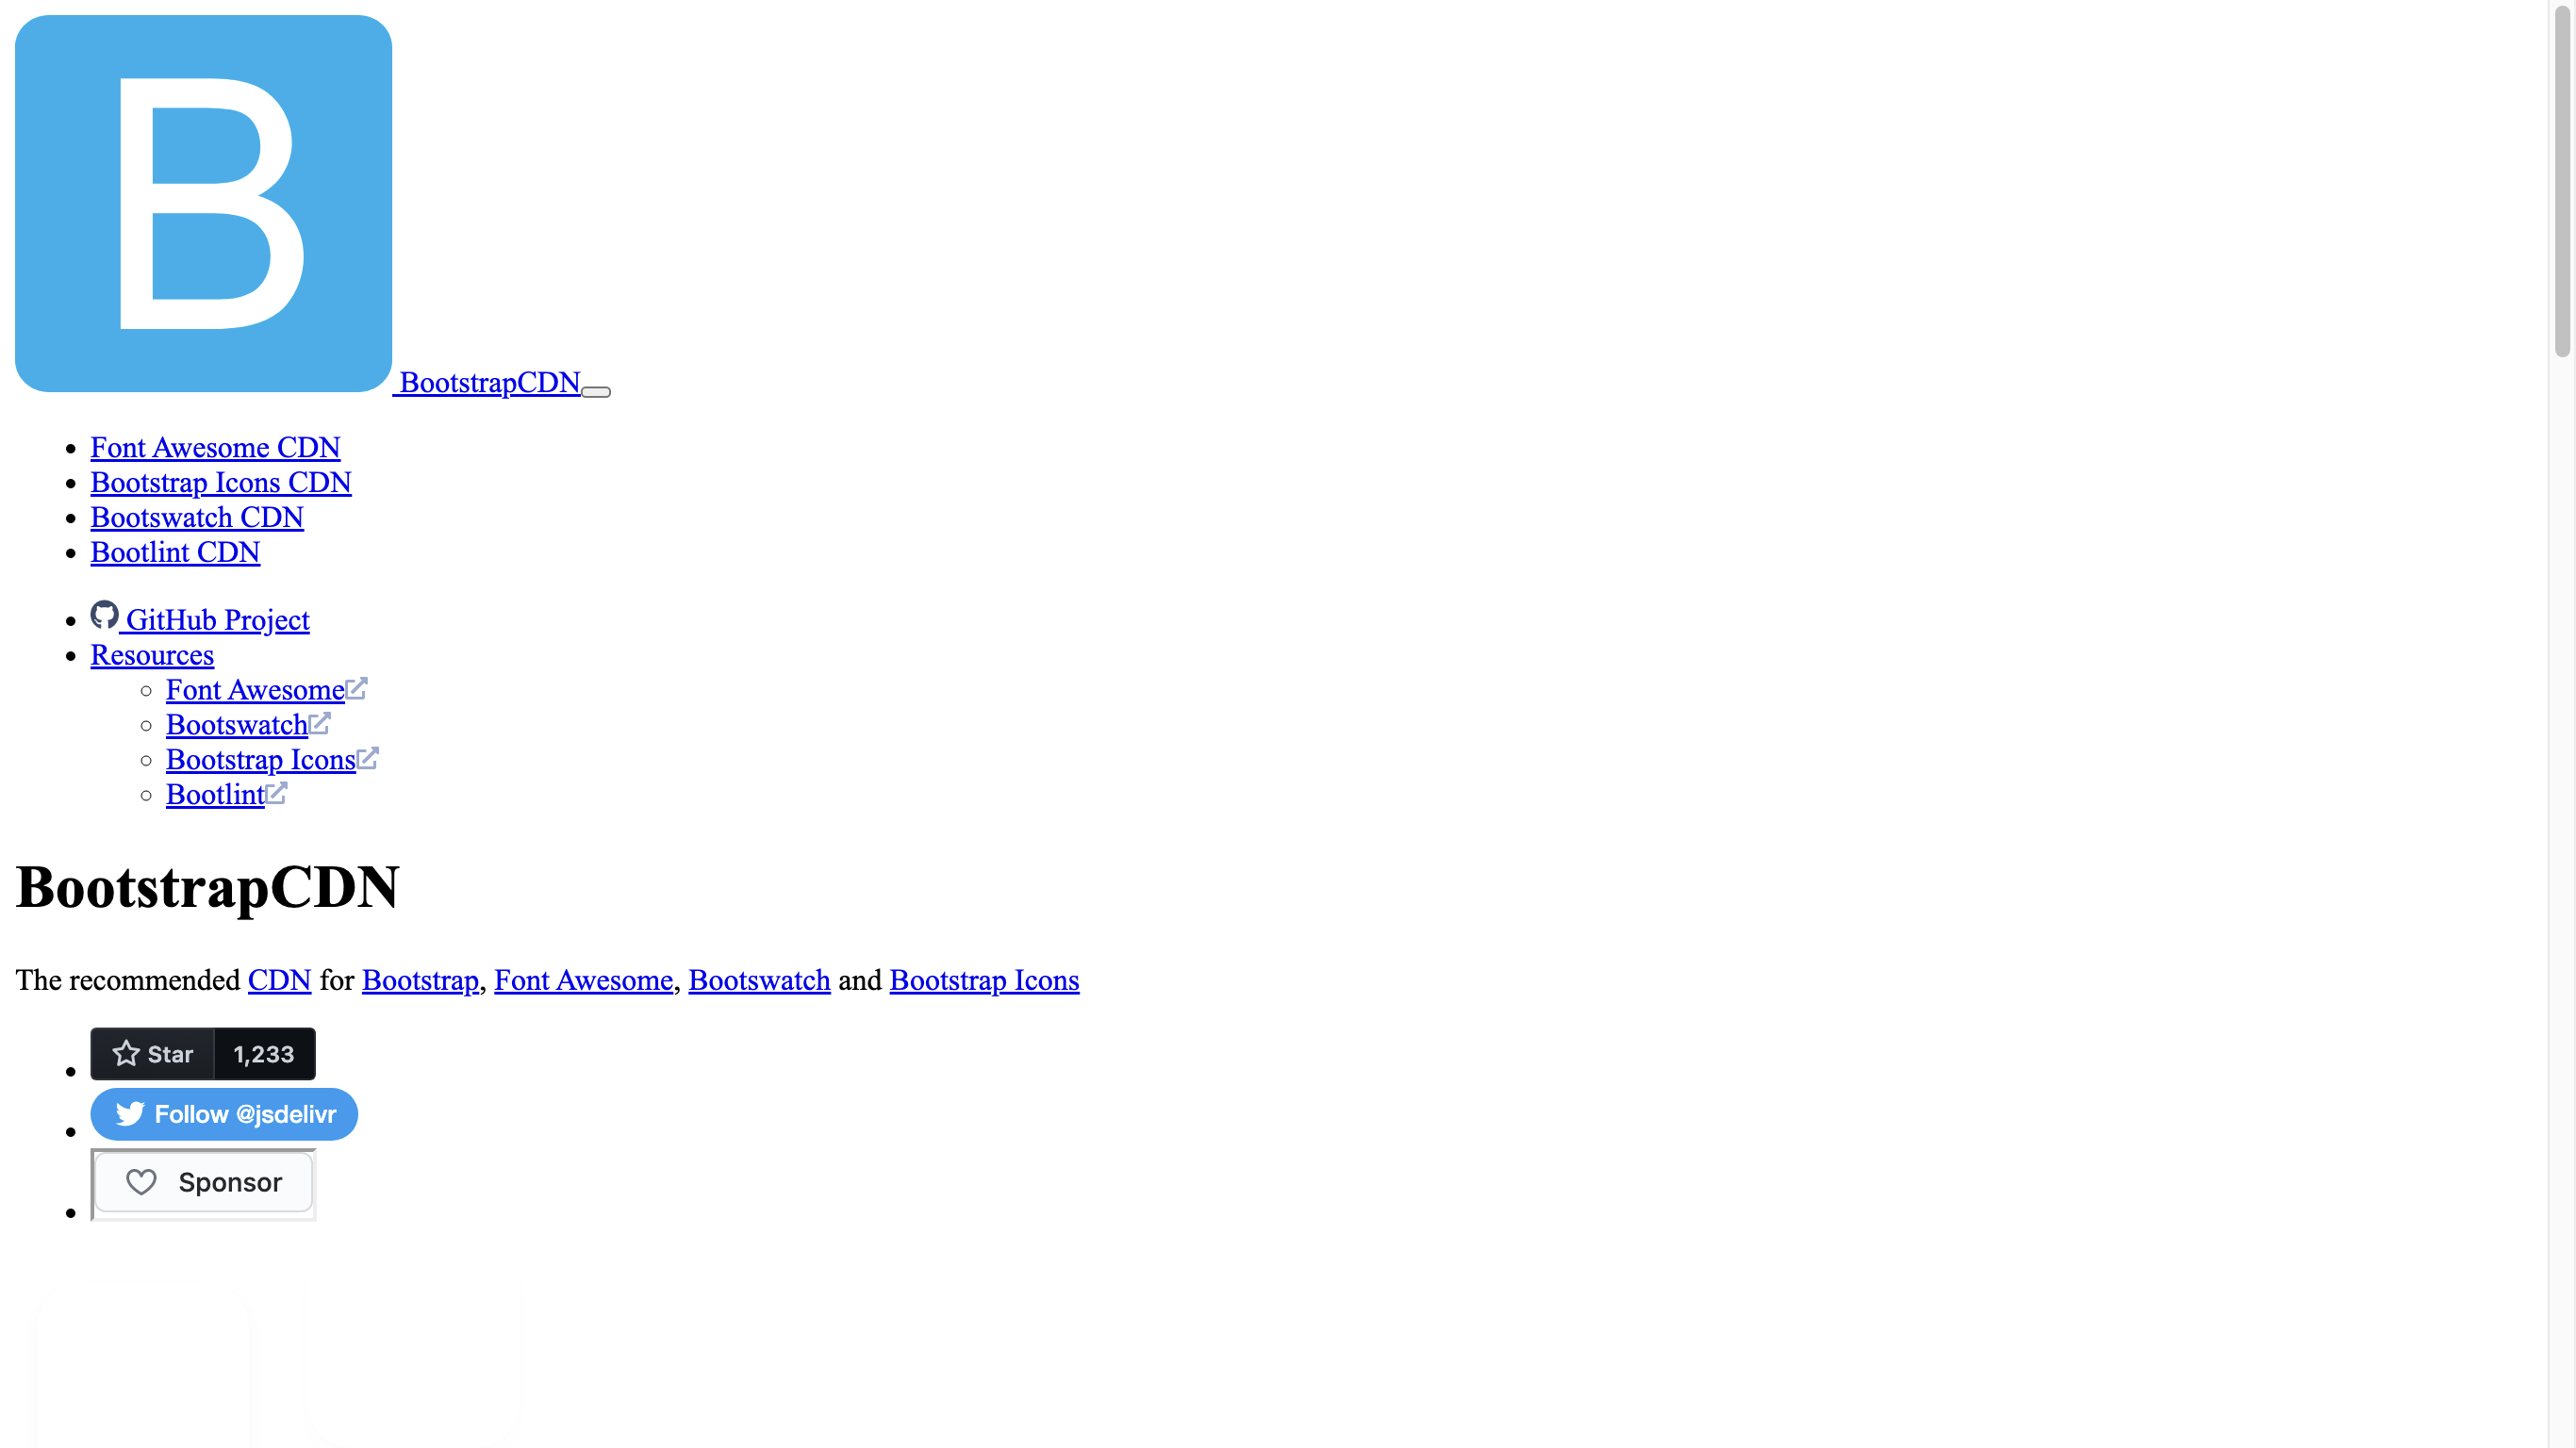 B
BootstrapCDN
Font Awesome CDN
Bootstrap Icons CDN
Bootswatch CDN
Bootlint CDN
GitHub Project
Resources
Font Awesome
Bootswatch
Bootstrap Icons
Bootlint
BootstrapCDN
The recommended CDN for Bootstrap, Font Awesome, Bootswatch and Bootstrap Icons
Star 1,233
Follow @jsdelivr
Sponsor